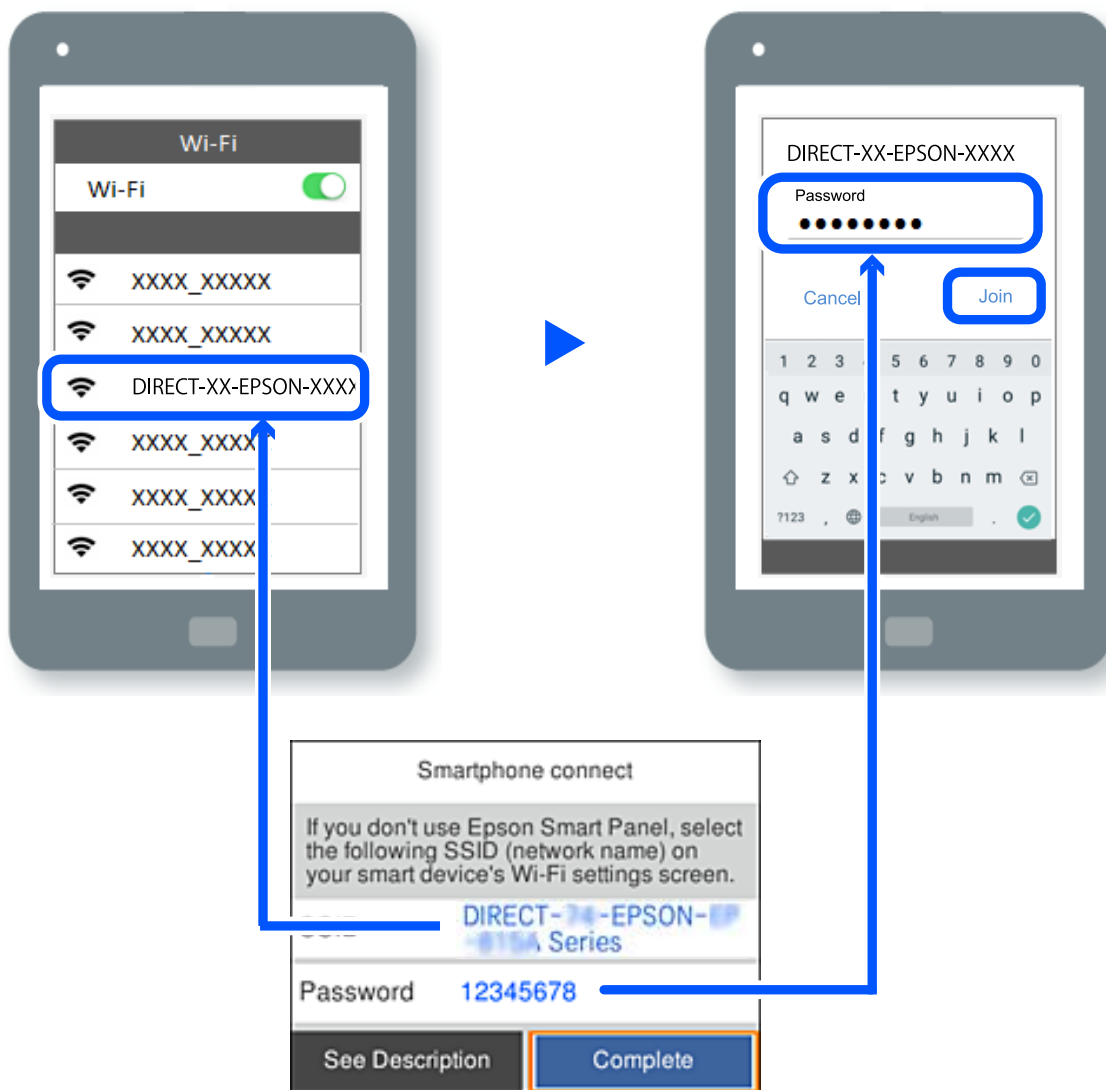 Wi-Fi
Wi-Fi
XXXX_XXXXX
XXXX_XXXXX
DIRECT-XX-EPSON-XXXX
XXXX_XXXX
XXXX_XXXX
XXXX_XXXX
DIRECT-XX-EPSON-XXXX
Password
••••••••
Cancel
Join
1 2 3 5 6 7 8 9 0
q w e t y u i o p
a s d f g h j k l
z x c v b n m
?123 , English .
Smartphone connect
If you don't use Epson Smart Panel, select
the following SSID (network name) on
your smart device's Wi-Fi settings screen.
DIRECT- -EPSON-
Series
Password 12345678
See Description
Complete